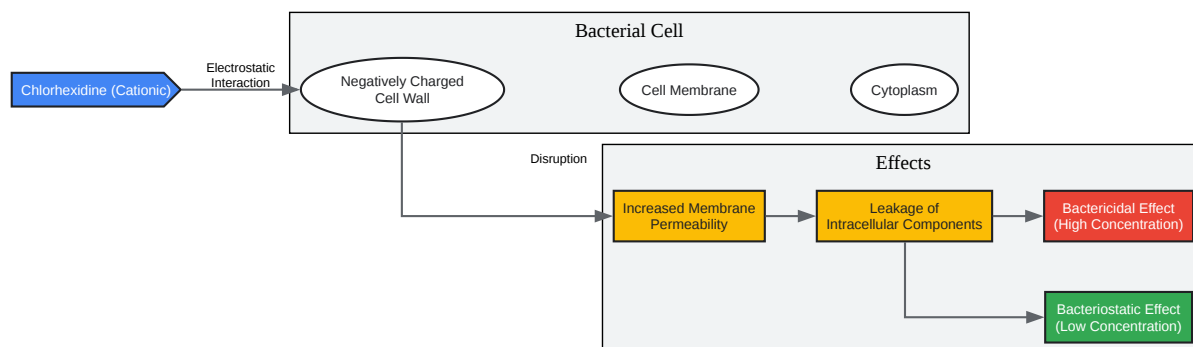 Bacterial Cell
Chlorhexidine (Cationic)
Electrostatic
Interaction
Negatively Charged
Cell Wall
Cell Membrane
Cytoplasm
Disruption
Effects
Increased Membrane
Permeability
Leakage of
Intracellular Components
Bactericidal Effect
(High Concentration)
Bacteriostatic Effect
(Low Concentration)